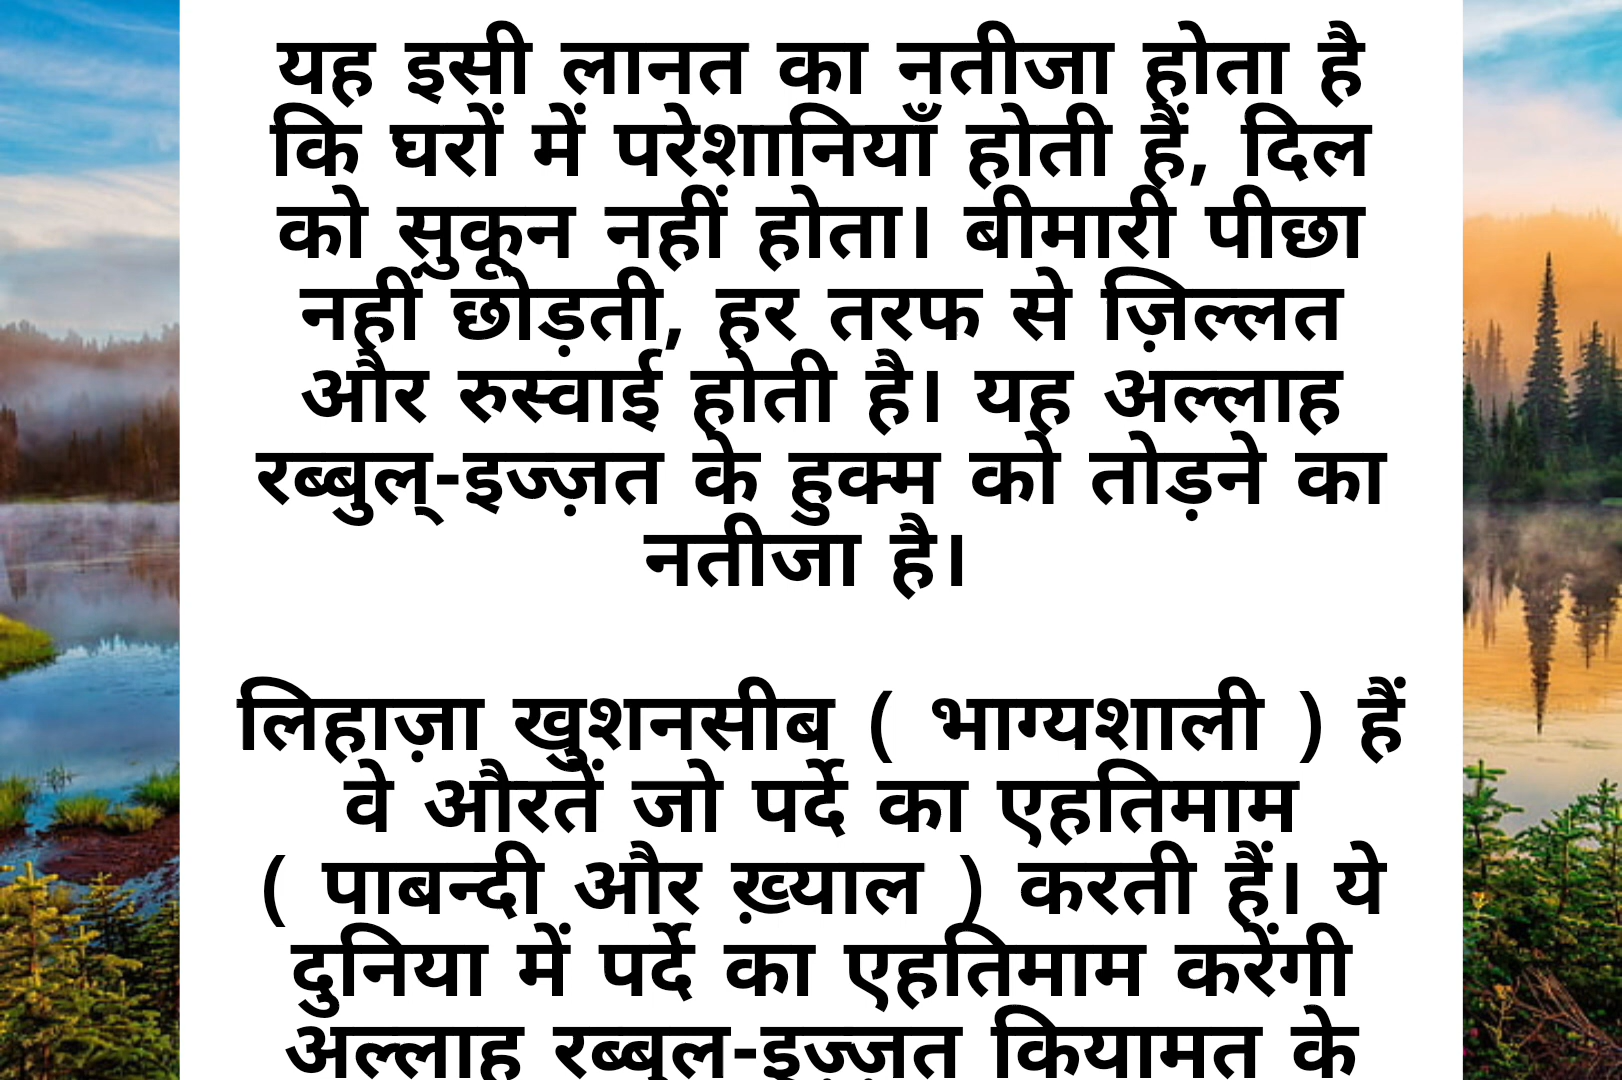 यह इसी लानत का नतीजा होता है
कि घरों में परेशानियाँ होती हैं, दिल
को सुकून नहीं होता। बीमारी पीछा
नहीं छोड़ती, हर तरफ से ज़िल्लत
और रुस्वाई होती है। यह अल्लाह
रब्बुल्-इज्ज़त के हुक्म को तोड़ने का
नतीजा है।
लिहाज़ा खुशनसीब ( भाग्यशाली ) हैं
वे औरतें जो पर्दे का एहतिमाम
( पाबन्दी और ख़्याल ) करती हैं। ये
दुनिया में पर्दे का एहतिमाम करेंगी
अल्लाह रब्बुल-इज़्ज़त कियामत के